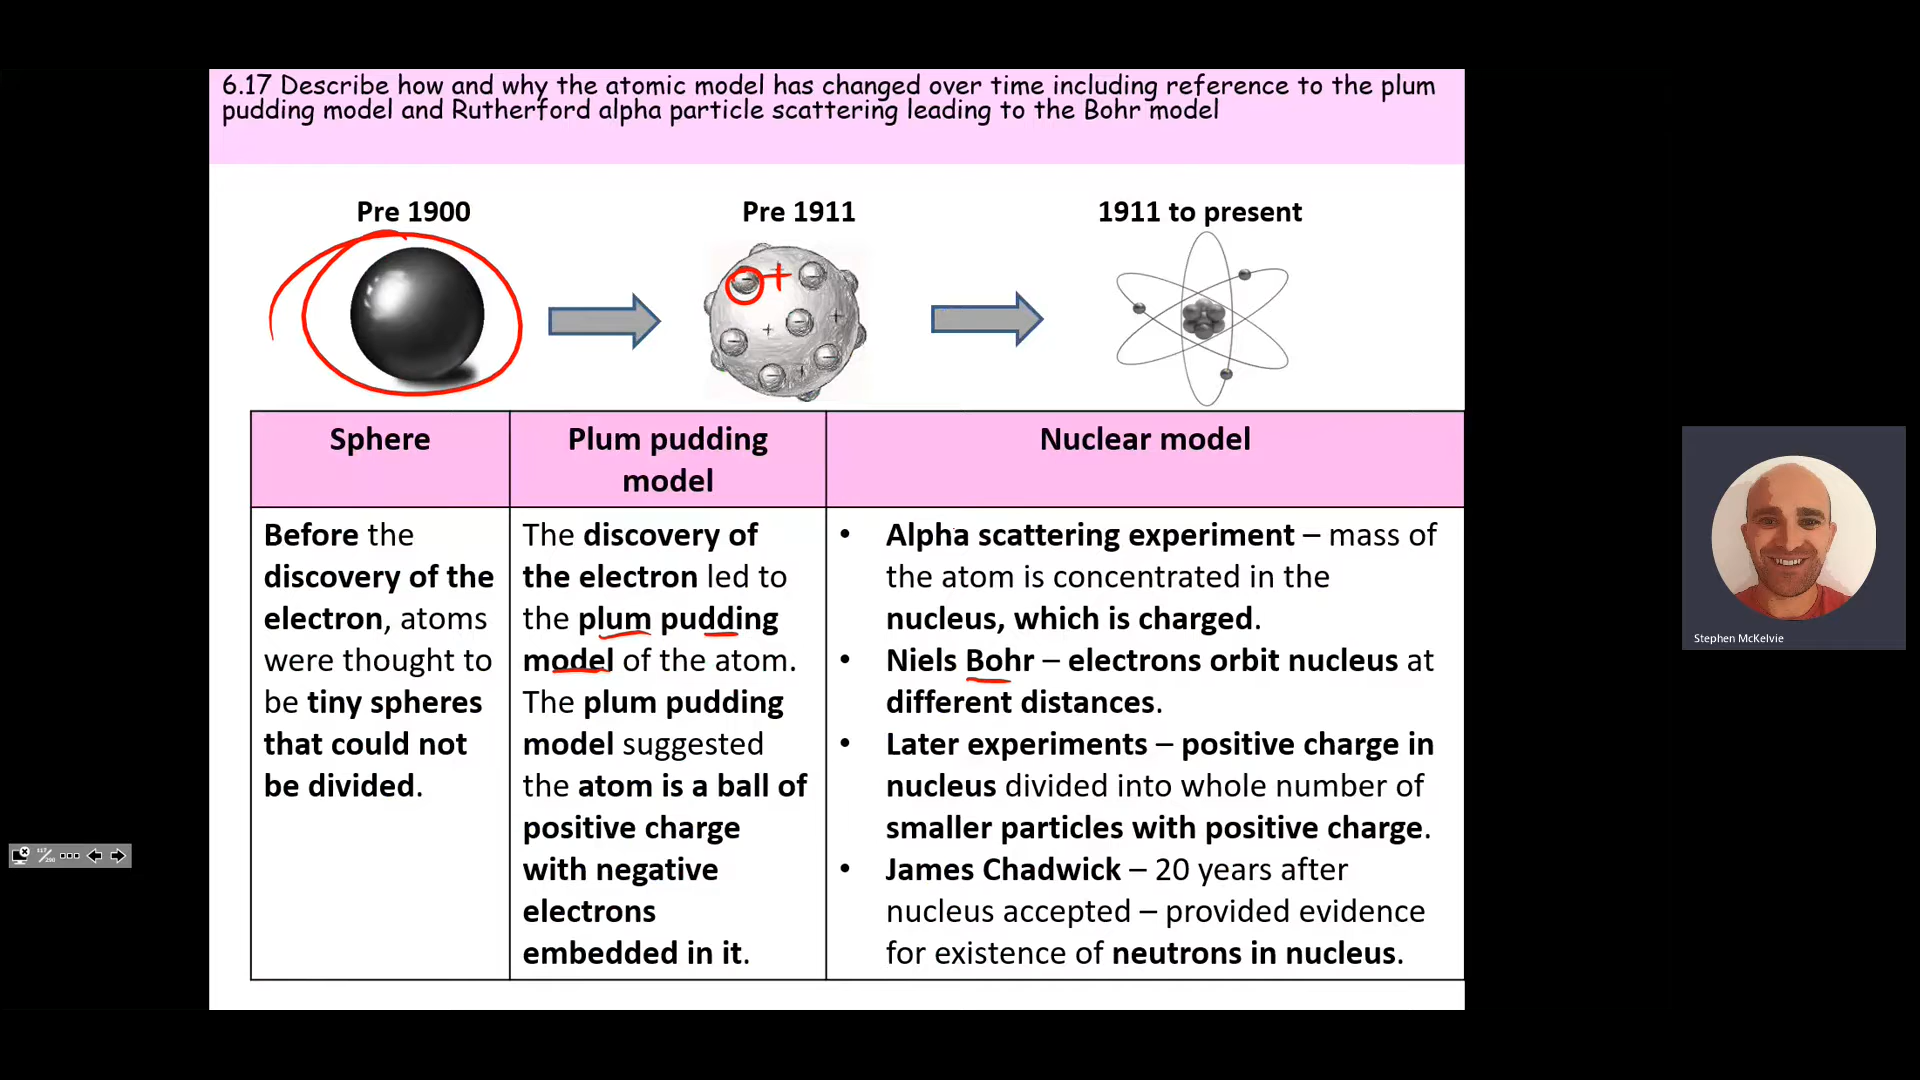 6.17 Describe how and why the atomic model has changed over time including reference to the plum
pudding model and Rutherford alpha particle scattering leading to the Bohr model
Pre 1900
Pre 1911
1911 to present
Sphere
Plum pudding
model
Nuclear model
Before the
discovery of the
electron, atoms
were thought to
be tiny spheres
that could not
be divided.
The discovery of
the electron led to
the plum pudding
model of the atom.
The plum pudding
model suggested
the atom is a ball of
positive charge
with negative
electrons
embedded in it.
• Alpha scattering experiment – mass of
the atom is concentrated in the
nucleus, which is charged.
• Niels Bohr – electrons orbit nucleus at
different distances.
• Later experiments – positive charge in
nucleus divided into whole number of
smaller particles with positive charge.
• James Chadwick – 20 years after
nucleus accepted – provided evidence
for existence of neutrons in nucleus.
Stephen McKelvie